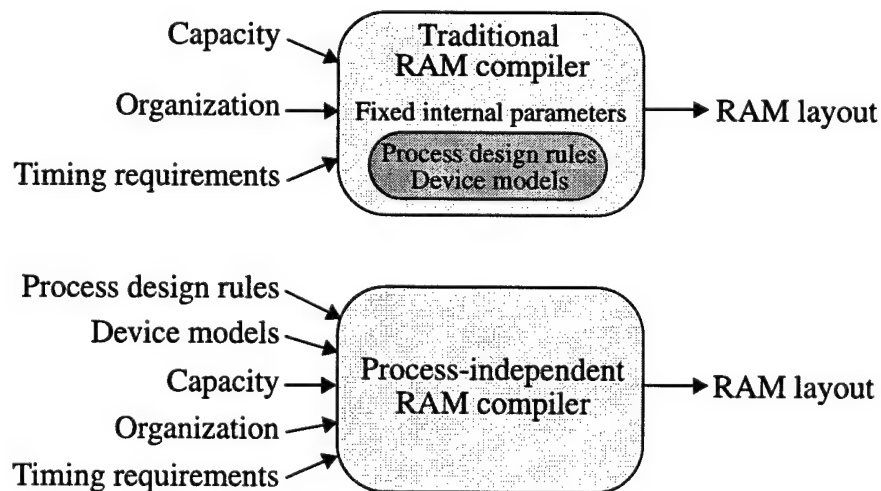 Capacity
Organization
Timing requirements
Traditional
RAM compiler
Fixed internal parameters
Process design rules
Device models
RAM layout
Process design rules
Device models
Capacity
Organization
Timing requirements
Process-independent
RAM compiler
RAM layout